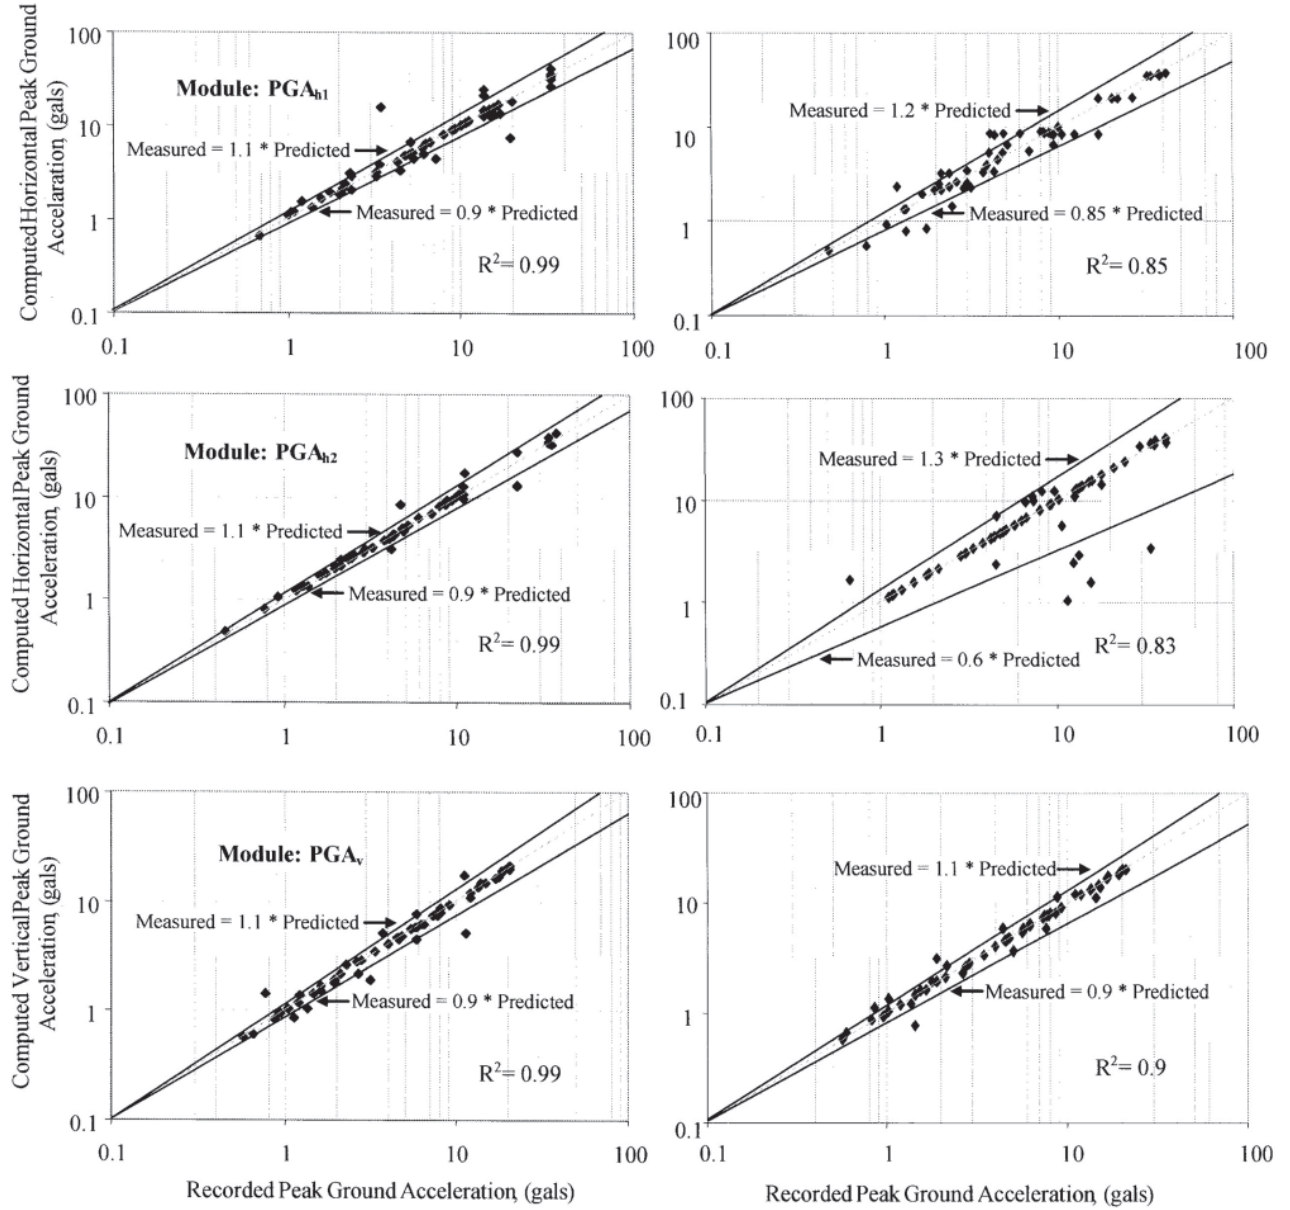 Computed Horizontal Peak Ground
Accelaration, (gals)
100
10
1
0.1
Module: PGAh1
Measured = 1.1 * Predicted
Measured = 0.9 * Predicted
R2= 0.99
0.1 1 10 100
100
10
1
0.1
Measured = 1.2 * Predicted
Measured = 0.85 * Predicted
R2= 0.85
0.1 1 10 100
Computed Horizontal Peak Ground
Acceleration, (gals)
100
10
1
0.1
Module: PGAh2
Measured = 1.1 * Predicted
Measured = 0.9 * Predicted
R2= 0.99
0.1 1 10 100
100
10
1
0.1
Measured = 1.3 * Predicted
R2= 0.83
Measured = 0.6 * Predicted
0.1 1 10 100
Computed Vertical Peak Ground
Acceleration, (gals)
100
10
1
0.1
Module: PGAv
Measured = 1.1 * Predicted
Measured = 0.9 * Predicted
R2= 0.99
0.1 1 10 100
Recorded Peak Ground Acceleration, (gals)
100
10
1
0.1
Measured = 1.1 * Predicted
Measured = 0.9 * Predicted
R2= 0.9
0.1 1 10 100
Recorded Peak Ground Acceleration, (gals)